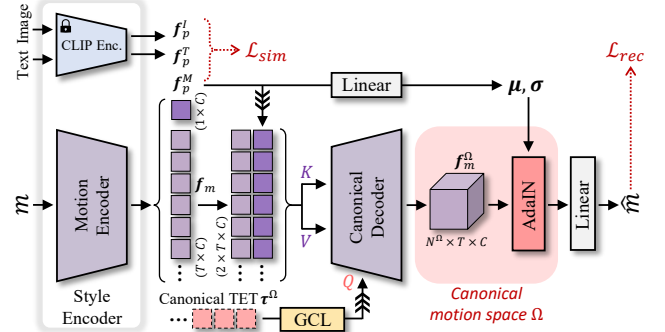 Text Image
CLIP Enc.
f_p^I
f_p^T
f_p^M
ℒ_sim
ℒ_rec
Linear
μ, σ
(1 × C)
m
Motion
Encoder
f_m
(T × C)
(2 × T × C)
K
V
Canonical
Decoder
f_m^Ω
N^Ω × T × C
AdaIN
Linear
m̂
Style
Encoder
Canonical TET τ^Ω
GCL
Q
Canonical
motion space Ω